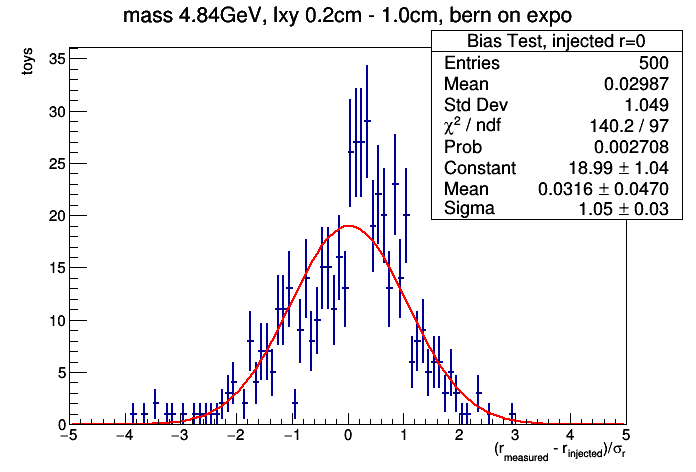 mass 4.84GeV, lxy 0.2cm - 1.0cm, bern on expo
Bias Test, injected r=0
Entries 500
Mean 0.02987
Std Dev 1.049
χ² / ndf 140.2 / 97
Prob 0.002708
Constant 18.99 ± 1.04
Mean 0.0316 ± 0.0470
Sigma 1.05 ± 0.03
toys
35
30
25
20
15
10
5
0
−5 −4 −3 −2 −1 0 1 2 3 4 5
(r_measured - r_injected)/σ_r